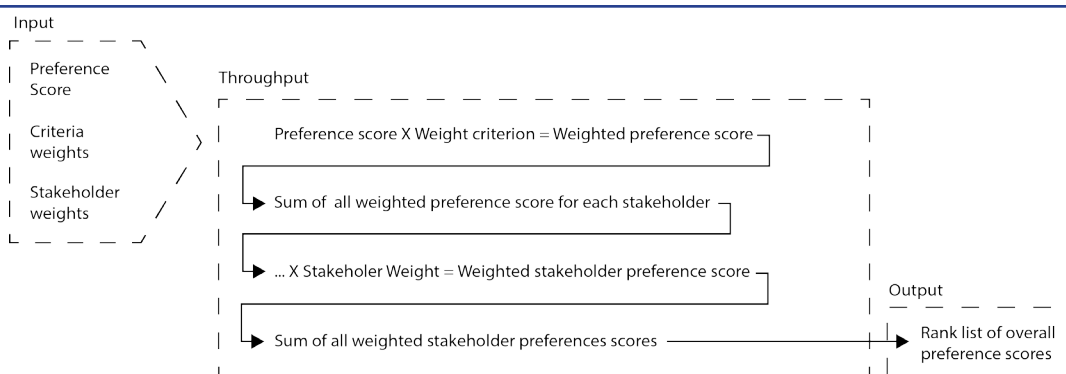 Input
Preference
Score
Criteria
weights
Stakeholder
weights
Throughput
Preference score X Weight criterion = Weighted preference score
Sum of all weighted preference score for each stakeholder
... X Stakeholer Weight = Weighted stakeholder preference score
Sum of all weighted stakeholder preferences scores
Output
Rank list of overall
preference scores